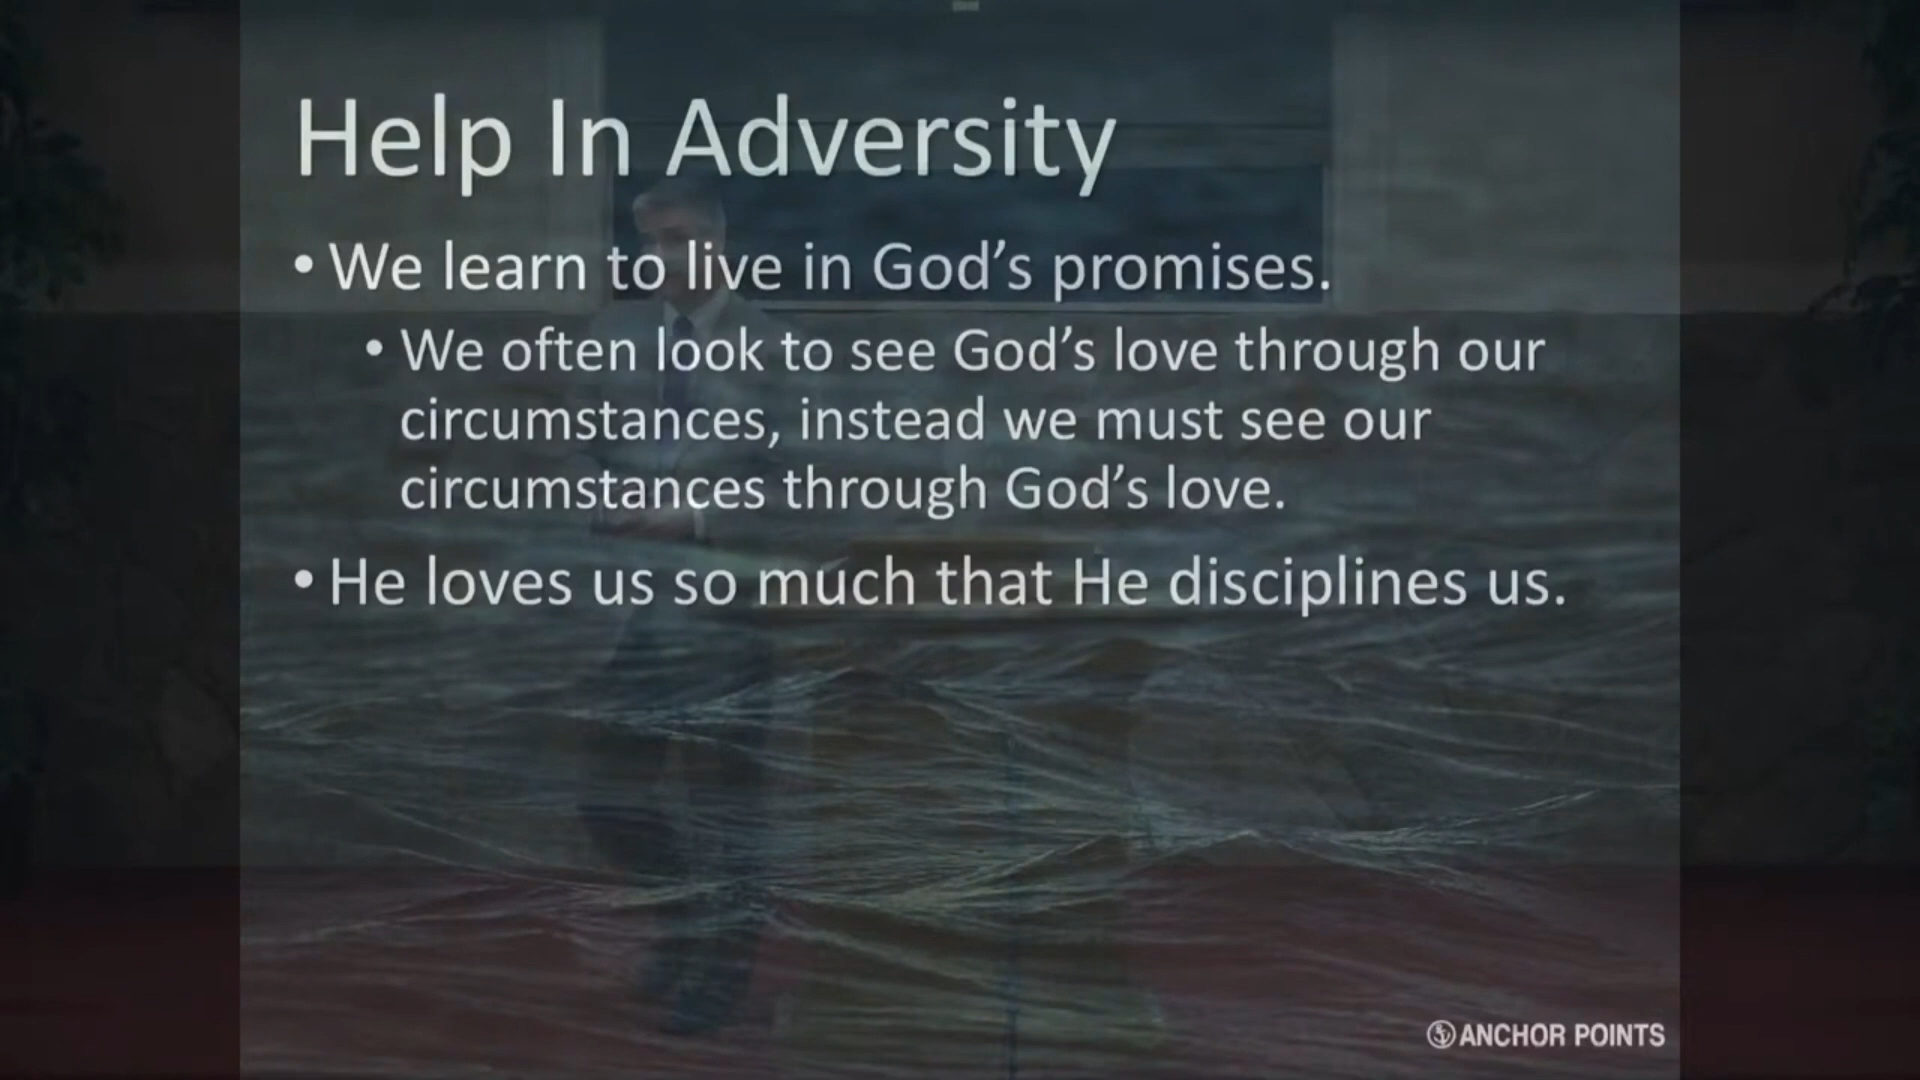 Help In Adversity
• We learn to live in God’s promises.
• We often look to see God’s love through our
circumstances, instead we must see our
circumstances through God’s love.
• He loves us so much that He disciplines us.
ANCHOR POINTS